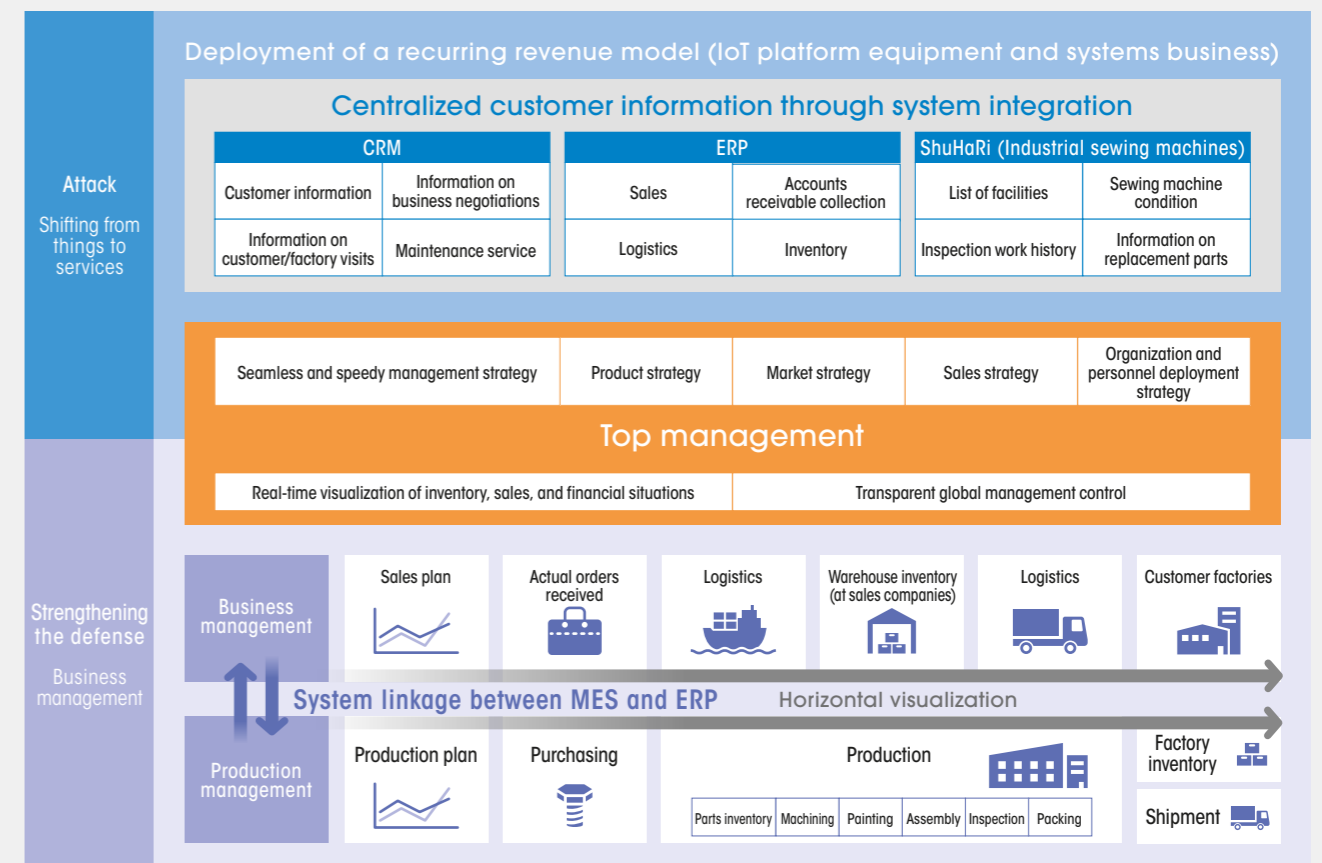 Deployment of a recurring revenue model (IoT platform equipment and systems business)
Centralized customer information through system integration
CRM
Customer information
Information on
business negotiations
Information on
customer/factory visits
Maintenance service
ERP
Sales
Accounts
receivable collection
Logistics
Inventory
ShuHaRi (Industrial sewing machines)
List of facilities
Sewing machine
condition
Inspection work history
Information on
replacement parts
Attack
Shifting from
things to
services
Seamless and speedy management strategy
Product strategy
Market strategy
Sales strategy
Organization and
personnel deployment
strategy
Top management
Real-time visualization of inventory, sales, and financial situations
Transparent global management control
Strengthening
the defense
Business
management
Business
management
Sales plan
Actual orders
received
Logistics
Warehouse inventory
(at sales companies)
Logistics
Customer factories
System linkage between MES and ERP
Horizontal visualization
Production
management
Production plan
Purchasing
Production
Parts inventory
Machining
Painting
Assembly
Inspection
Packing
Factory
inventory
Shipment